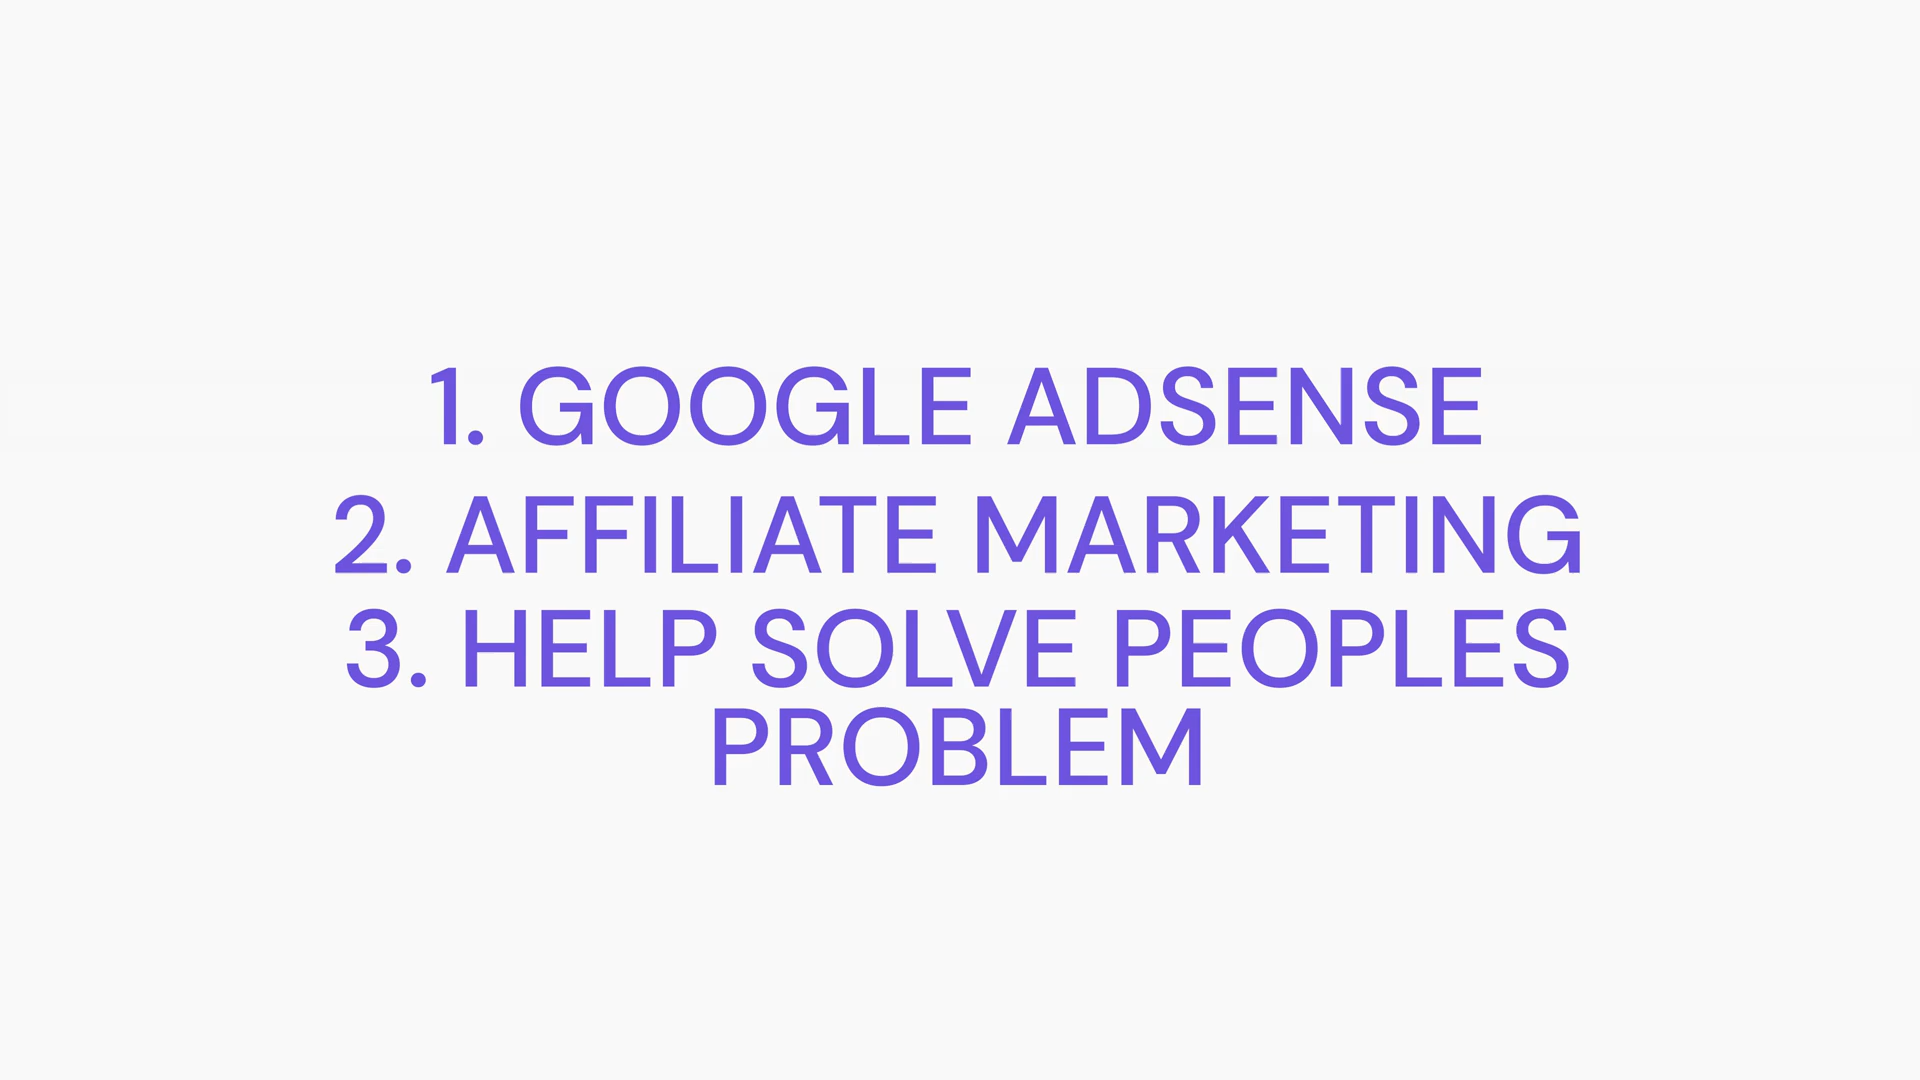 1. GOOGLE ADSENSE
2. AFFILIATE MARKETING
3. HELP SOLVE PEOPLES
PROBLEM